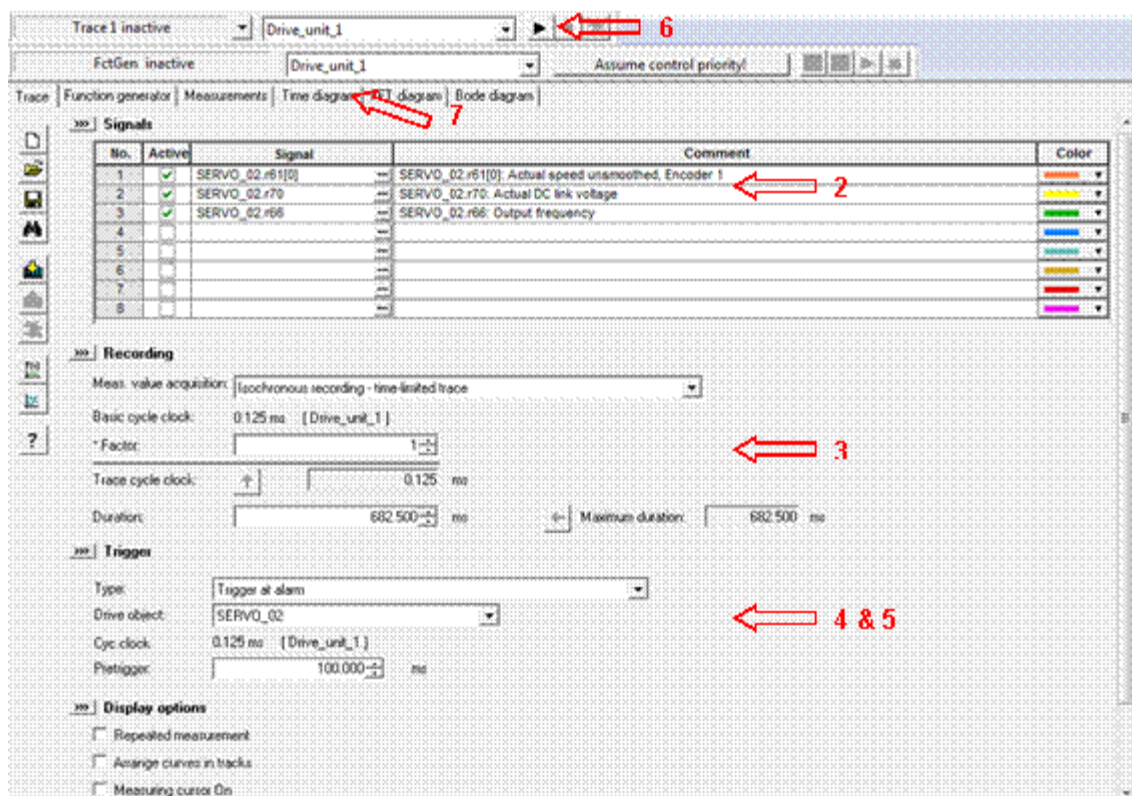 Trace1 inactive Drive_unit_1 6
FctGen inactive Drive_unit_1 Assume control priority!
Trace Function generator Measurements Time diagram FFT diagram Bode diagram
7
Signals
No. Active Signal Comment Color
1 SERVO_02.r61[0] SERVO_02.r61[0]: Actual speed unsmoothed, Encoder 1
2 SERVO_02.r70 SERVO_02.r70: Actual DC link voltage 2
3 SERVO_02.r66 SERVO_02.r66: Output frequency
4
5
6
7
8
Recording
Meas. value acquisition: Isochronous recording - time-limited trace
Basic cycle clock: 0.125 ms (Drive_unit_1)
* Factor: 1 3
Trace cycle clock: 0.125 ms
Duration: 682.500 ms Maximum duration: 682.500 ms
Trigger
Type: Trigger at alarm
Drive object: SERVO_02 4 & 5
Cyc.clock 0.125 ms (Drive_unit_1)
Pretrigger: 100.000 ms
Display options
Repeated measurement
Arrange curves in tracks
Measuring cursor On
?